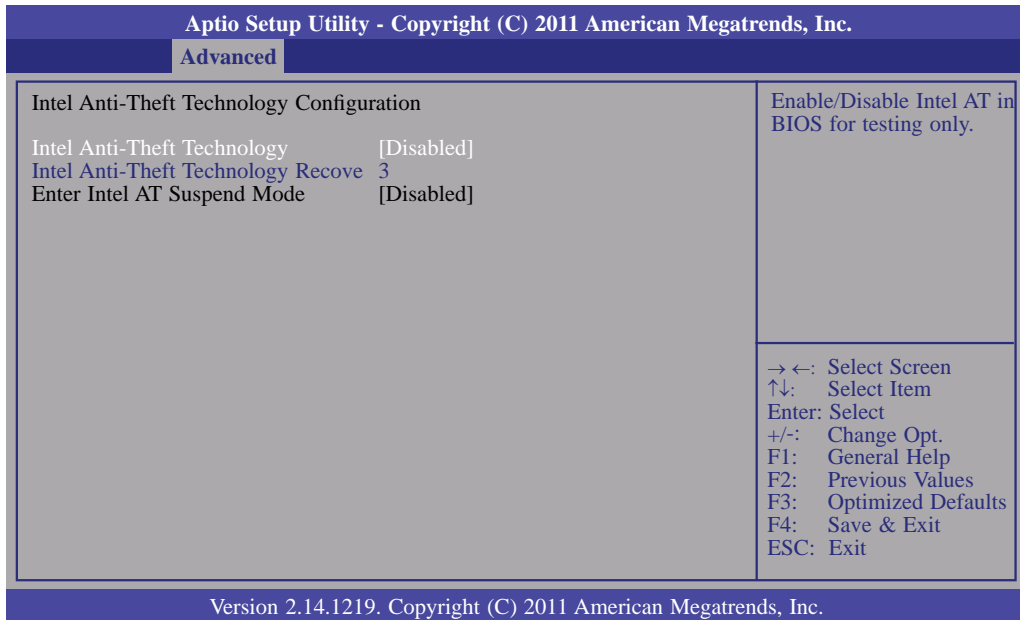 Aptio Setup Utility - Copyright (C) 2011 American Megatrends, Inc.
Advanced
Intel Anti-Theft Technology Configuration
Intel Anti-Theft Technology [Disabled]
Intel Anti-Theft Technology Recove 3
Enter Intel AT Suspend Mode [Disabled]
Enable/Disable Intel AT in
BIOS for testing only.
→ ←: Select Screen
↑↓: Select Item
Enter: Select
+/-: Change Opt.
F1: General Help
F2: Previous Values
F3: Optimized Defaults
F4: Save & Exit
ESC: Exit
Version 2.14.1219. Copyright (C) 2011 American Megatrends, Inc.